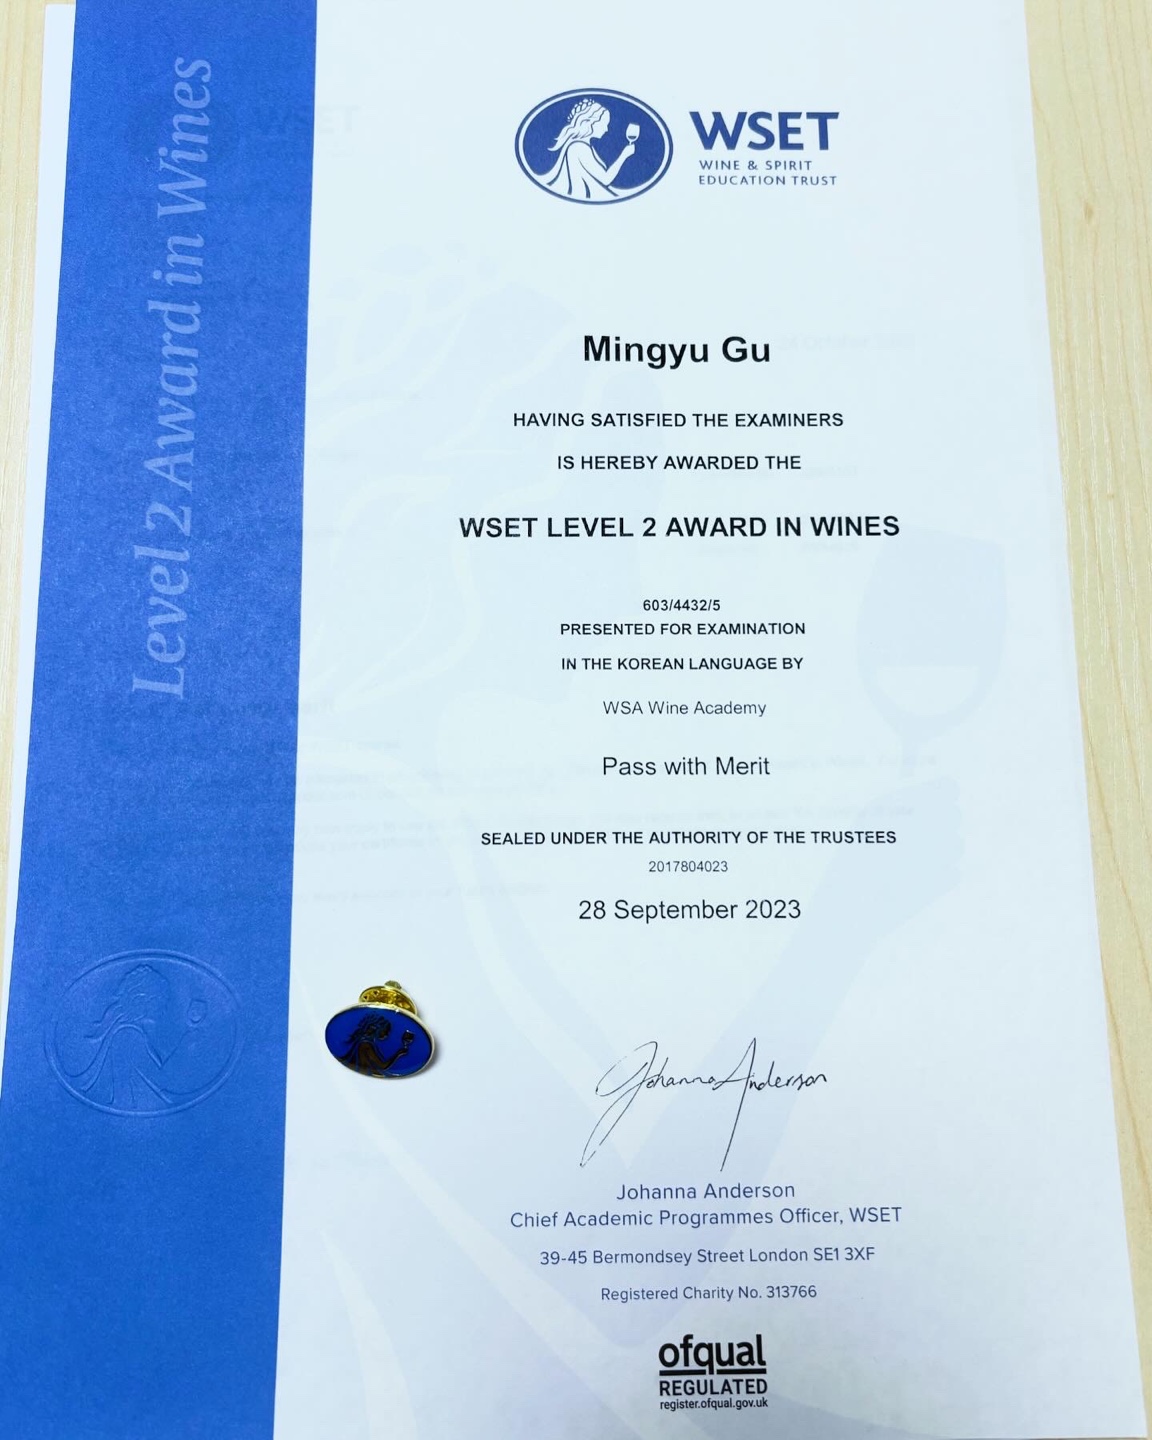 Level 2 Award in Wines
WSET
WINE & SPIRIT
EDUCATION TRUST
Mingyu Gu
HAVING SATISFIED THE EXAMINERS
IS HEREBY AWARDED THE
WSET LEVEL 2 AWARD IN WINES
603/4432/5
PRESENTED FOR EXAMINATION
IN THE KOREAN LANGUAGE BY
WSA Wine Academy
Pass with Merit
SEALED UNDER THE AUTHORITY OF THE TRUSTEES
2017804023
28 September 2023
Johanna Anderson
Johanna Anderson
Chief Academic Programmes Officer, WSET
39-45 Bermondsey Street London SE1 3XF
Registered Charity No. 313766
ofqual
REGULATED
register.ofqual.gov.uk